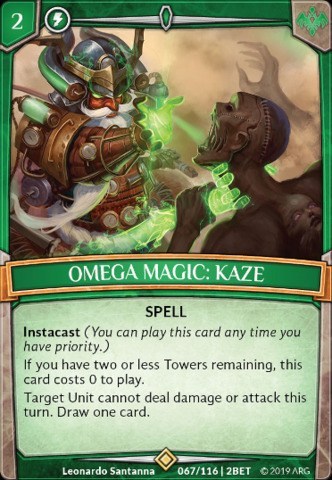 2
OMEGA MAGIC: KAZE
SPELL
Instacast (You can play this card any time you
have priority.)
If you have two or less Towers remaining, this
card costs 0 to play.
Target Unit cannot deal damage or attack this
turn. Draw one card.
Leonardo Santanna 067/116 | 2BET © 2019 ARG